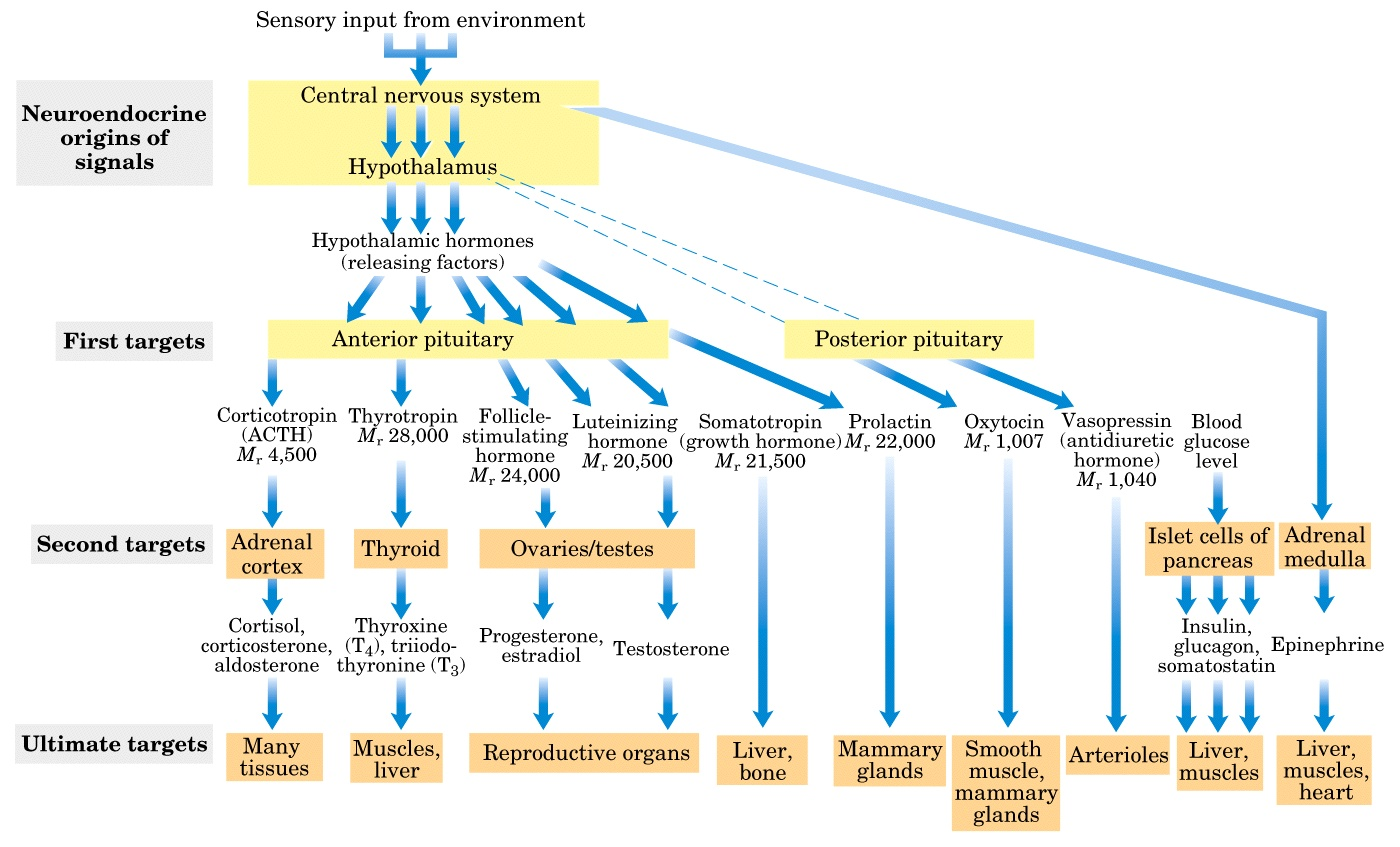 Sensory input from environment
Neuroendocrine
origins of
signals
Central nervous system
Hypothalamus
Hypothalamic hormones
(releasing factors)
First targets
Anterior pituitary
Posterior pituitary
Corticotropin
(ACTH)
Mr 4,500
Thyrotropin
Mr 28,000
Follicle-
stimulating
hormone
Mr 24,000
Luteinizing
hormone
Mr 20,500
Somatotropin
(growth hormone)
Mr 21,500
Prolactin
Mr 22,000
Oxytocin
Mr 1,007
Vasopressin
(antidiuretic
hormone)
Mr 1,040
Blood
glucose
level
Second targets
Adrenal
cortex
Thyroid
Ovaries/testes
Islet cells of
pancreas
Adrenal
medulla
Cortisol,
corticosterone,
aldosterone
Thyroxine
(T4), triiodo-
thyronine (T3)
Progesterone,
estradiol
Testosterone
Insulin,
glucagon,
somatostatin
Epinephrine
Ultimate targets
Many
tissues
Muscles,
liver
Reproductive organs
Liver,
bone
Mammary
glands
Smooth
muscle,
mammary
glands
Arterioles
Liver,
muscles
Liver,
muscles,
heart